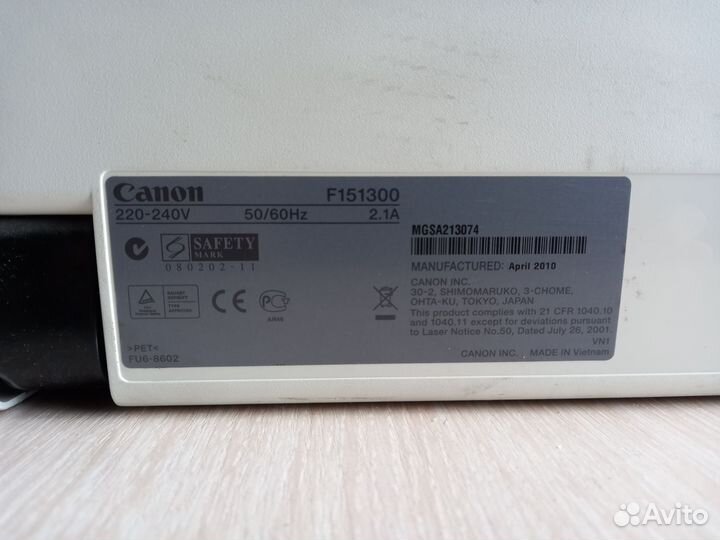 Canon F151300
220-240V 50/60Hz 2.1A
MGSA213074
SAFETY
MARK
080202-11
MANUFACTURED: April 2010
CANON INC.
30-2, SHIMOMARUKO, 3-CHOME,
OHTA-KU, TOKYO, JAPAN
This product complies with 21 CFR 1040.10
and 1040.11 except for deviations pursuant
to Laser Notice No.50, Dated July 26, 2001.
VN1
CANON INC. MADE IN Vietnam
TYPE
APPROVED
CE
>PET<
FU6-8602
Avito